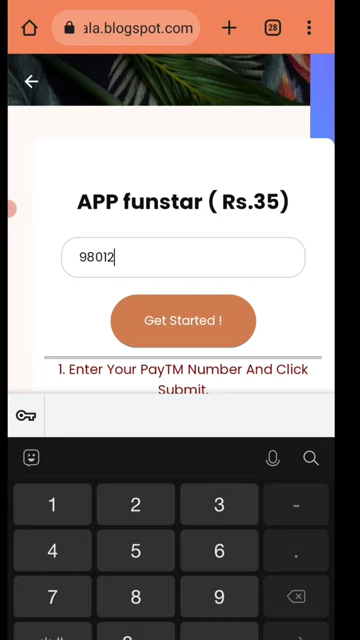 ala.blogspot.com
28
APP funstar ( Rs.35)
98012
Get Started !
1. Enter Your PayTM Number And Click
Submit.
1 2 3 -
4 5 6 .
7 8 9